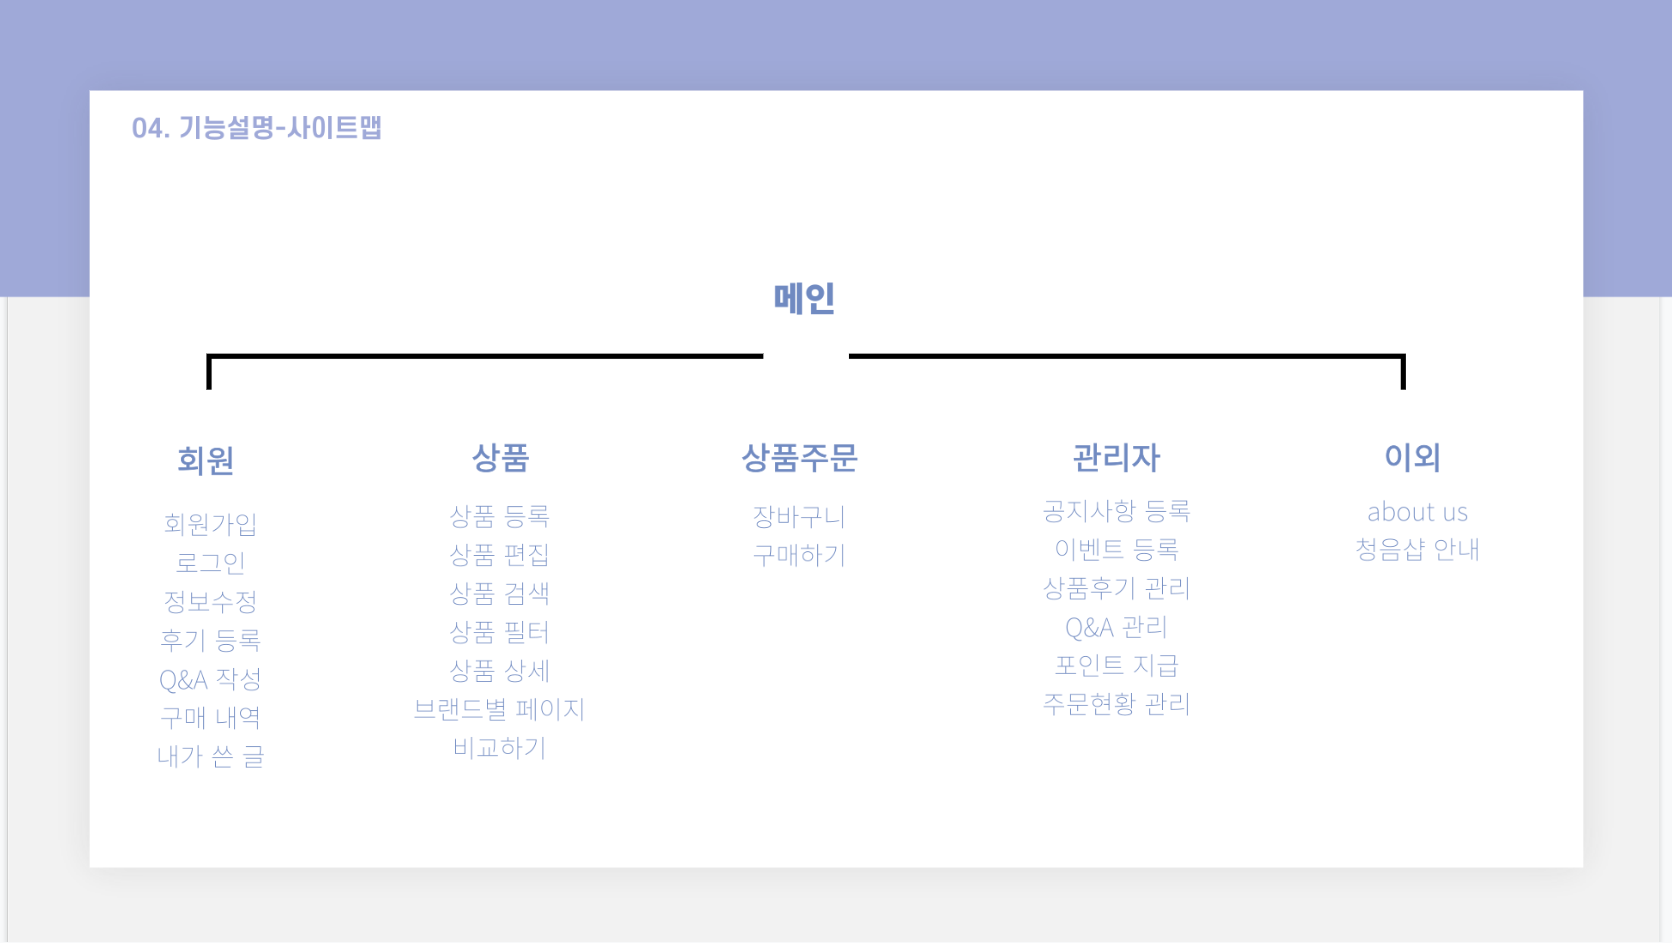 04. 기능설명-사이트맵
메인
회원
회원가입
로그인
정보수정
후기 등록
Q&A 작성
구매 내역
내가 쓴 글
상품
상품 등록
상품 편집
상품 검색
상품 필터
상품 상세
브랜드별 페이지
비교하기
상품주문
장바구니
구매하기
관리자
공지사항 등록
이벤트 등록
상품후기 관리
Q&A 관리
포인트 지급
주문현황 관리
이외
about us
청음샵 안내